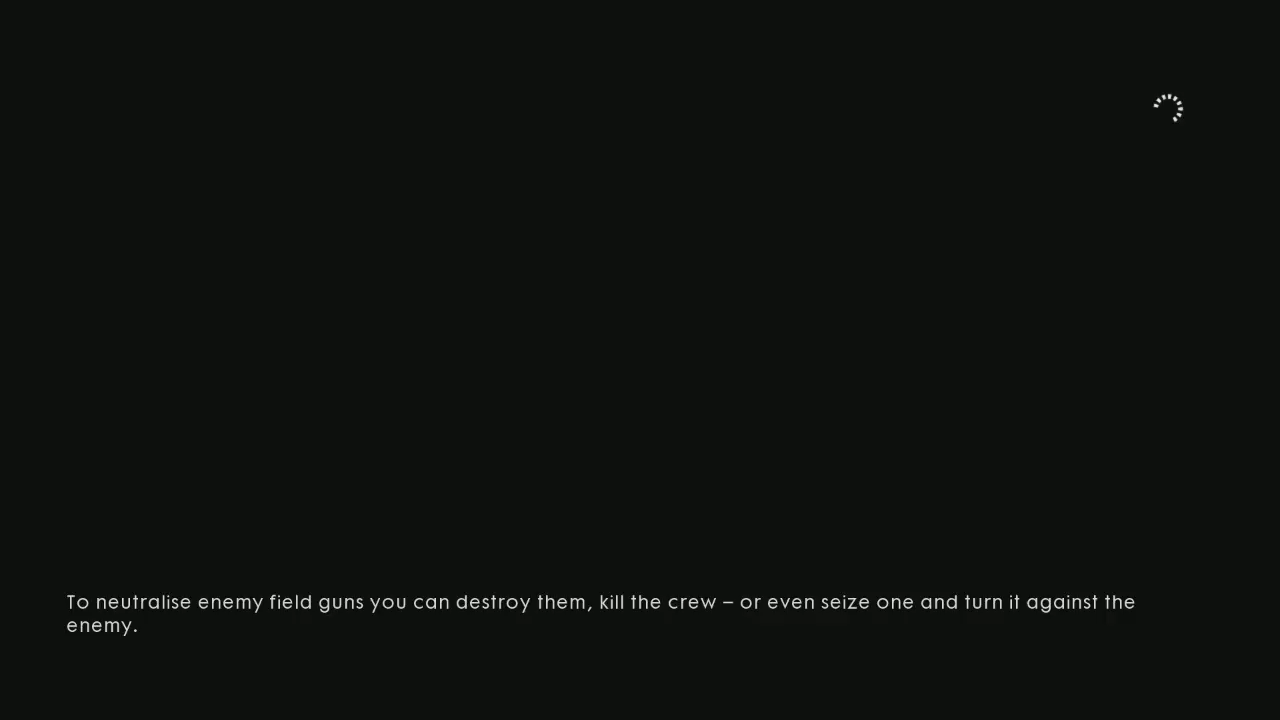 To neutralise enemy field guns you can destroy them, kill the crew – or even seize one and turn it against the
enemy.